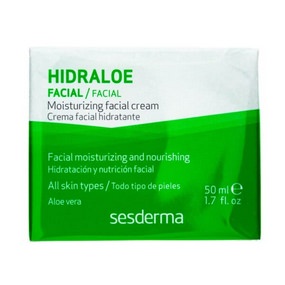 HIDRALOE
FACIAL / FACIAL
Moisturizing facial cream
Crema facial hidratante
Facial moisturizing and nourishing
Hidratación y nutrición facial
All skin types / Todo tipo de pieles
50 ml ℮
Aloe vera
1.7 fl. oz
sesderma